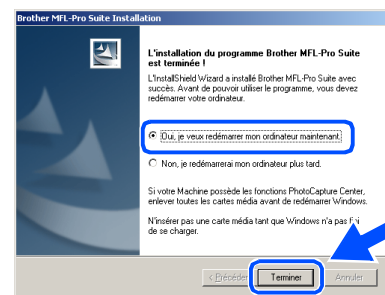 Brother MFL-Pro Suite Installation
L'installation du programme Brother MFL-Pro Suite
est terminée !
L'InstallShield Wizard a installé Brother MFL-Pro Suite avec
succès. Avant de pouvoir utiliser le programme, vous devez
redémarrer votre ordinateur.
Oui, je veux redémarrer mon ordinateur maintenant.
Non, je redémarrerai mon ordinateur plus tard.
Si votre Machine possède les fonctions PhotoCapture Center,
enlever toutes les cartes média avant de redémarrer Windows.
N'insérer pas une carte média tant que Windows n'a pas fini
de se charger.
< Précéder Terminer Annuler